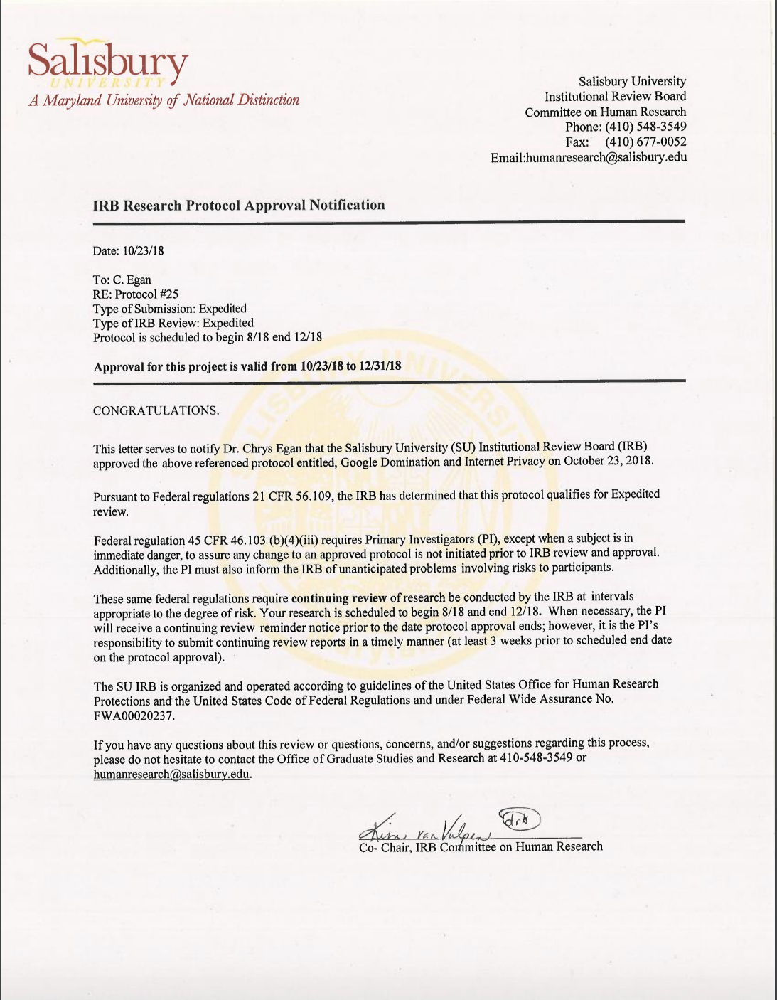 Salisbury
UNIVERSITY
A Maryland University of National Distinction
Salisbury University
Institutional Review Board
Committee on Human Research
Phone: (410) 548-3549
Fax: (410) 677-0052
Email:humanresearch@salisbury.edu
IRB Research Protocol Approval Notification
Date: 10/23/18
To: C. Egan
RE: Protocol #25
Type of Submission: Expedited
Type of IRB Review: Expedited
Protocol is scheduled to begin 8/18 end 12/18
Approval for this project is valid from 10/23/18 to 12/31/18
CONGRATULATIONS.
This letter serves to notify Dr. Chrys Egan that the Salisbury University (SU) Institutional Review Board (IRB)
approved the above referenced protocol entitled, Google Domination and Internet Privacy on October 23, 2018.
Pursuant to Federal regulations 21 CFR 56.109, the IRB has determined that this protocol qualifies for Expedited
review.
Federal regulation 45 CFR 46.103 (b)(4)(iii) requires Primary Investigators (PI), except when a subject is in
immediate danger, to assure any change to an approved protocol is not initiated prior to IRB review and approval.
Additionally, the PI must also inform the IRB of unanticipated problems involving risks to participants.
These same federal regulations require continuing review of research be conducted by the IRB at intervals
appropriate to the degree of risk. Your research is scheduled to begin 8/18 and end 12/18. When necessary, the PI
will receive a continuing review reminder notice prior to the date protocol approval ends; however, it is the PI's
responsibility to submit continuing review reports in a timely manner (at least 3 weeks prior to scheduled end date
on the protocol approval).
The SU IRB is organized and operated according to guidelines of the United States Office for Human Research
Protections and the United States Code of Federal Regulations and under Federal Wide Assurance No.
FWA00020237.
If you have any questions about this review or questions, concerns, and/or suggestions regarding this process,
please do not hesitate to contact the Office of Graduate Studies and Research at 410-548-3549 or
humanresearch@salisbury.edu.
Kim van Vulpen
Co- Chair, IRB Committee on Human Research
SALISBURY UNIVERSITY